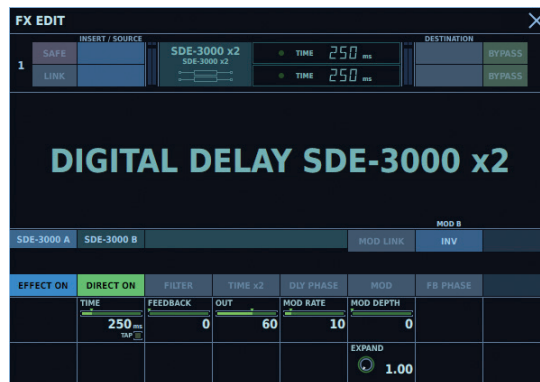 FX EDIT
INSERT / SOURCE DESTINATION
1 SAFE SDE-3000 x2 TIME 250 ms BYPASS
SDE-3000 x2
LINK TIME 250 ms BYPASS
DIGITAL DELAY SDE-3000 x2
MOD B
SDE-3000 A SDE-3000 B MOD LINK INV
EFFECT ON DIRECT ON FILTER TIME x2 DLY PHASE MOD FB PHASE
TIME FEEDBACK OUT MOD RATE MOD DEPTH
250 ms 0 60 10 0
TAP
EXPAND
1.00